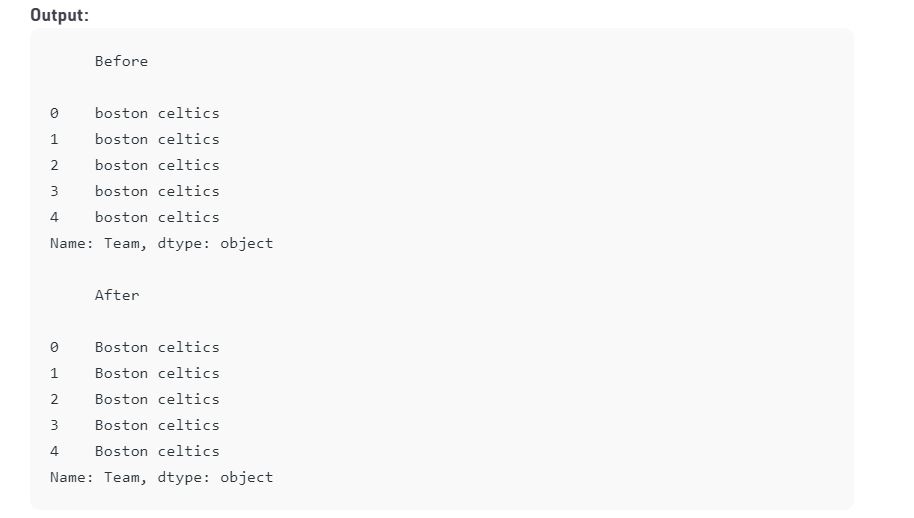 Output:
Before
0    boston celtics
1    boston celtics
2    boston celtics
3    boston celtics
4    boston celtics
Name: Team, dtype: object
After
0    Boston celtics
1    Boston celtics
2    Boston celtics
3    Boston celtics
4    Boston celtics
Name: Team, dtype: object